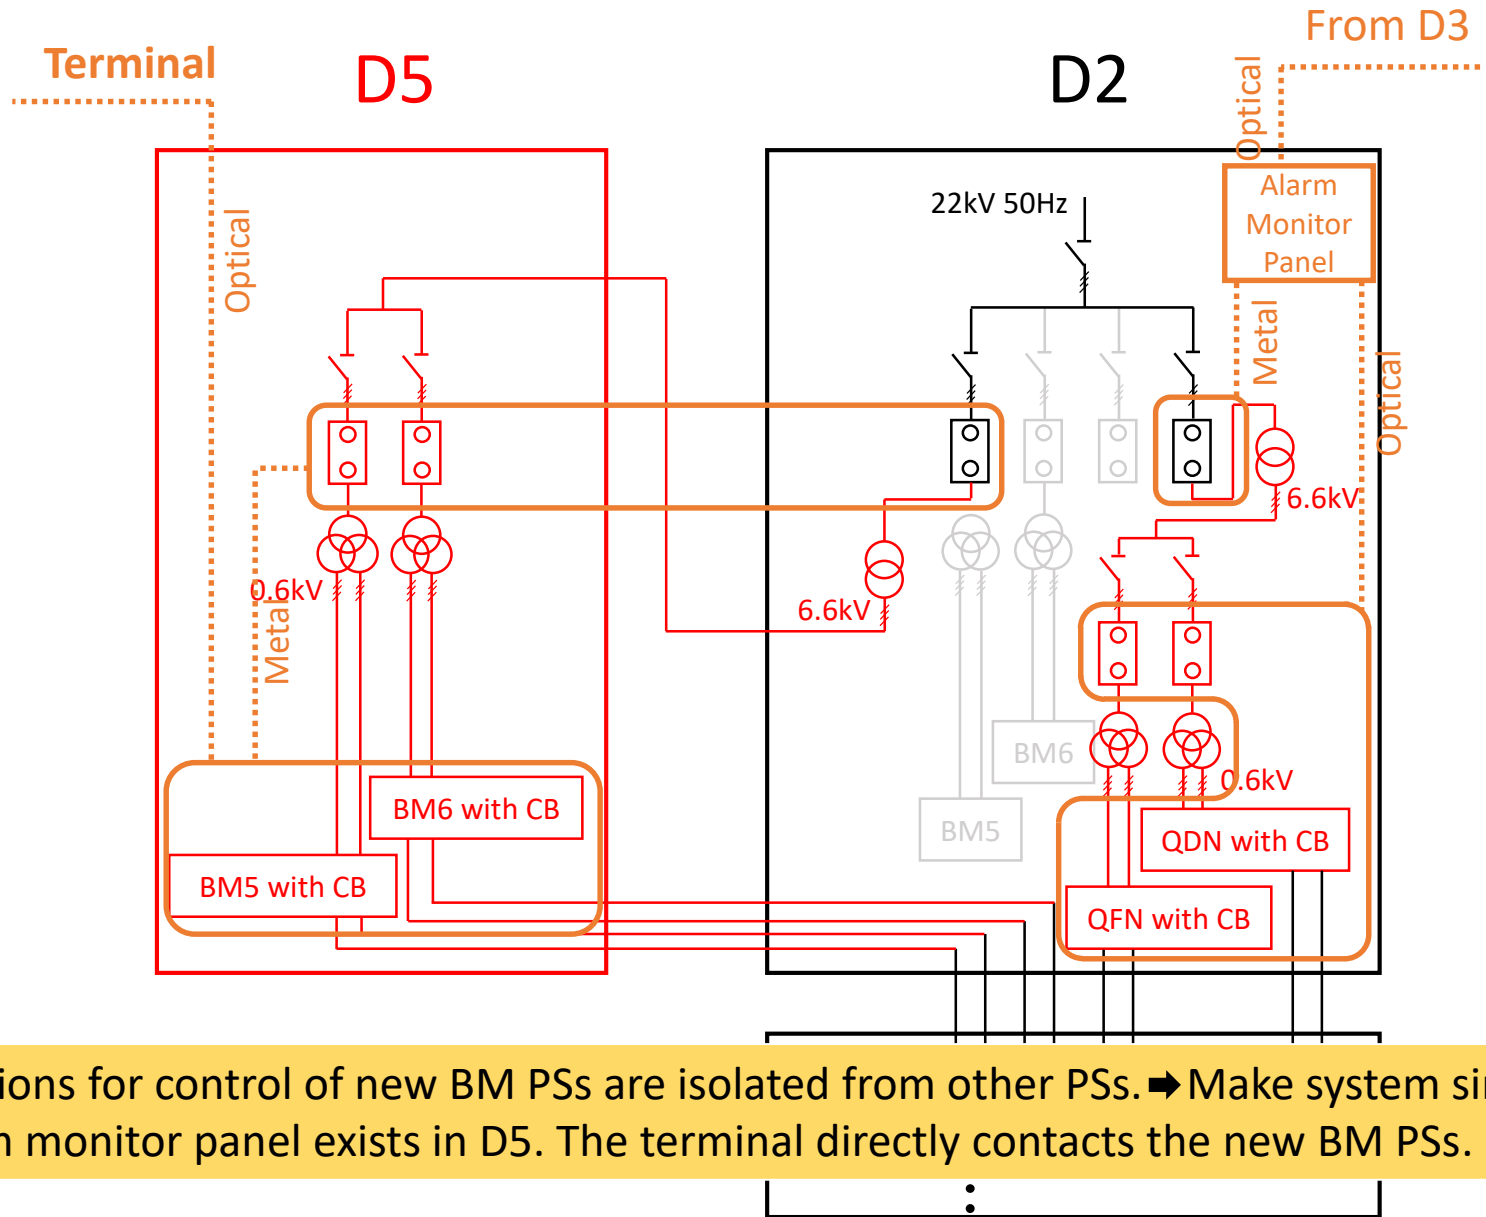 From D3
Terminal
D5
D2
Optical
Alarm
Monitor
Panel
22kV 50Hz
Optical
Metal
Optical
6.6kV
0.6kV
6.6kV
Metal
BM6
0.6kV
BM6 with CB
BM5
QDN with CB
BM5 with CB
QFN with CB
for control of new BM PSs are isolated from other PSs. ➡ Make system
monitor panel exists in D5. The terminal directly contacts the new BM PSs.